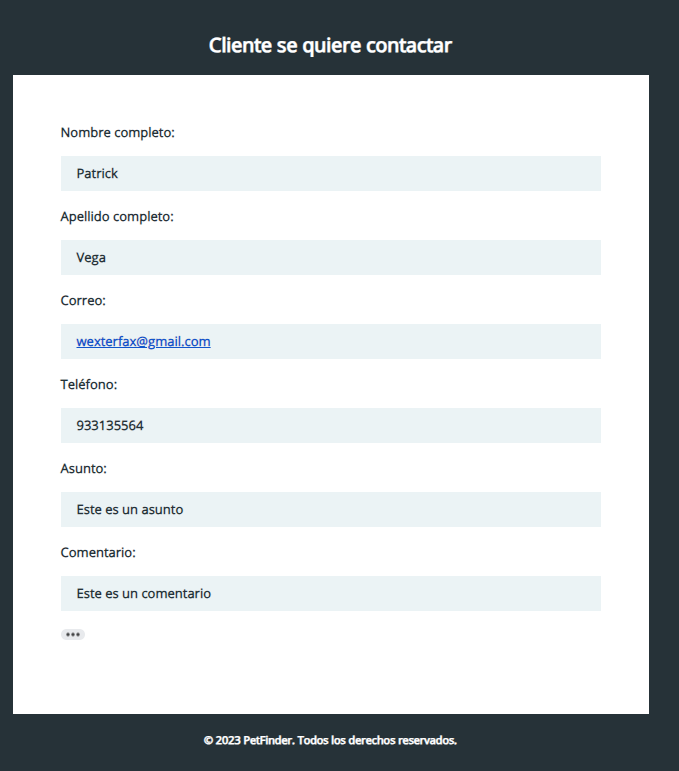 Cliente se quiere contactar
Nombre completo:
Patrick
Apellido completo:
Vega
Correo:
wexterfax@gmail.com
Teléfono:
933135564
Asunto:
Este es un asunto
Comentario:
Este es un comentario
•••
© 2023 PetFinder. Todos los derechos reservados.